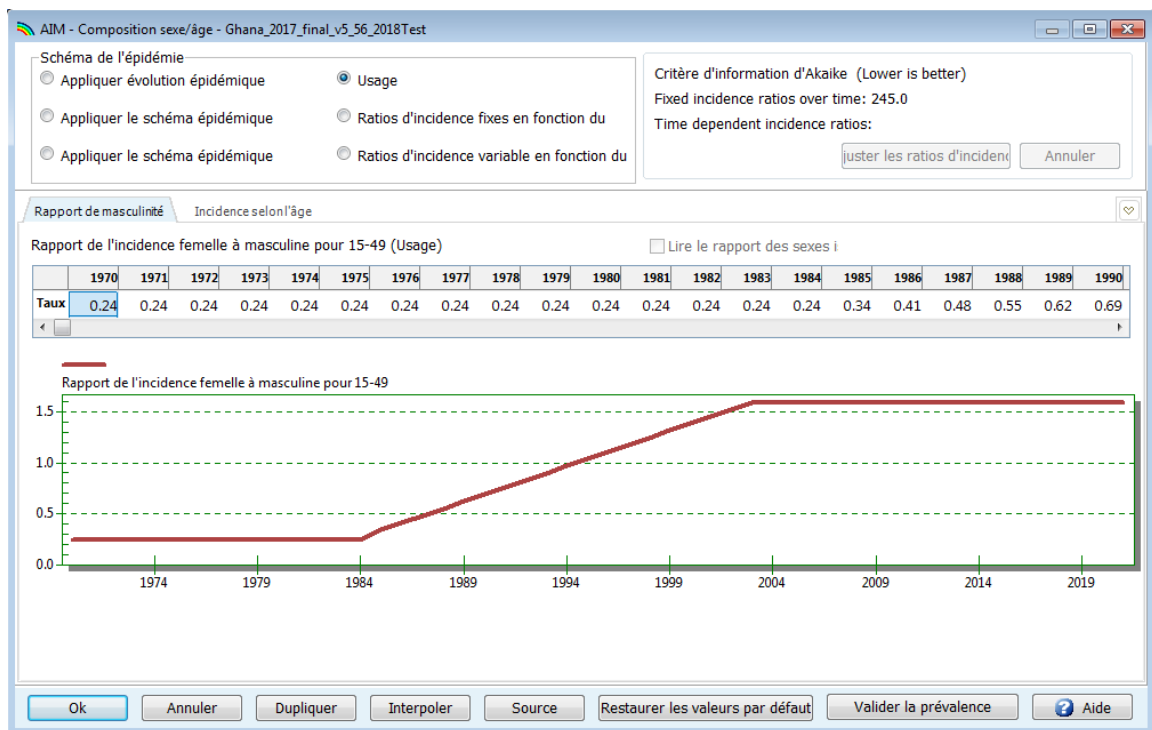 AIM - Composition sexe/âge - Ghana_2017_final_v5_56_2018Test
Schéma de l'épidémie
Appliquer évolution épidémique
Usage
Appliquer le schéma épidémique
Ratios d'incidence fixes en fonction du
Appliquer le schéma épidémique
Ratios d'incidence variable en fonction du
Critère d'information d'Akaike (Lower is better)
Fixed incidence ratios over time: 245.0
Time dependent incidence ratios:
juster les ratios d'incidenc
Annuler
Rapport de masculinité
Incidence selon l'âge
Rapport de l'incidence femelle à masculine pour 15-49 (Usage)
Lire le rapport des sexes i
1970 1971 1972 1973 1974 1975 1976 1977 1978 1979 1980 1981 1982 1983 1984 1985 1986 1987 1988 1989 1990
Taux 0.24 0.24 0.24 0.24 0.24 0.24 0.24 0.24 0.24 0.24 0.24 0.24 0.24 0.24 0.24 0.34 0.41 0.48 0.55 0.62 0.69
Rapport de l'incidence femelle à masculine pour 15-49
1.5
1.0
0.5
0.0
1974 1979 1984 1989 1994 1999 2004 2009 2014 2019
Ok
Annuler
Dupliquer
Interpoler
Source
Restaurer les valeurs par défaut
Valider la prévalence
Aide